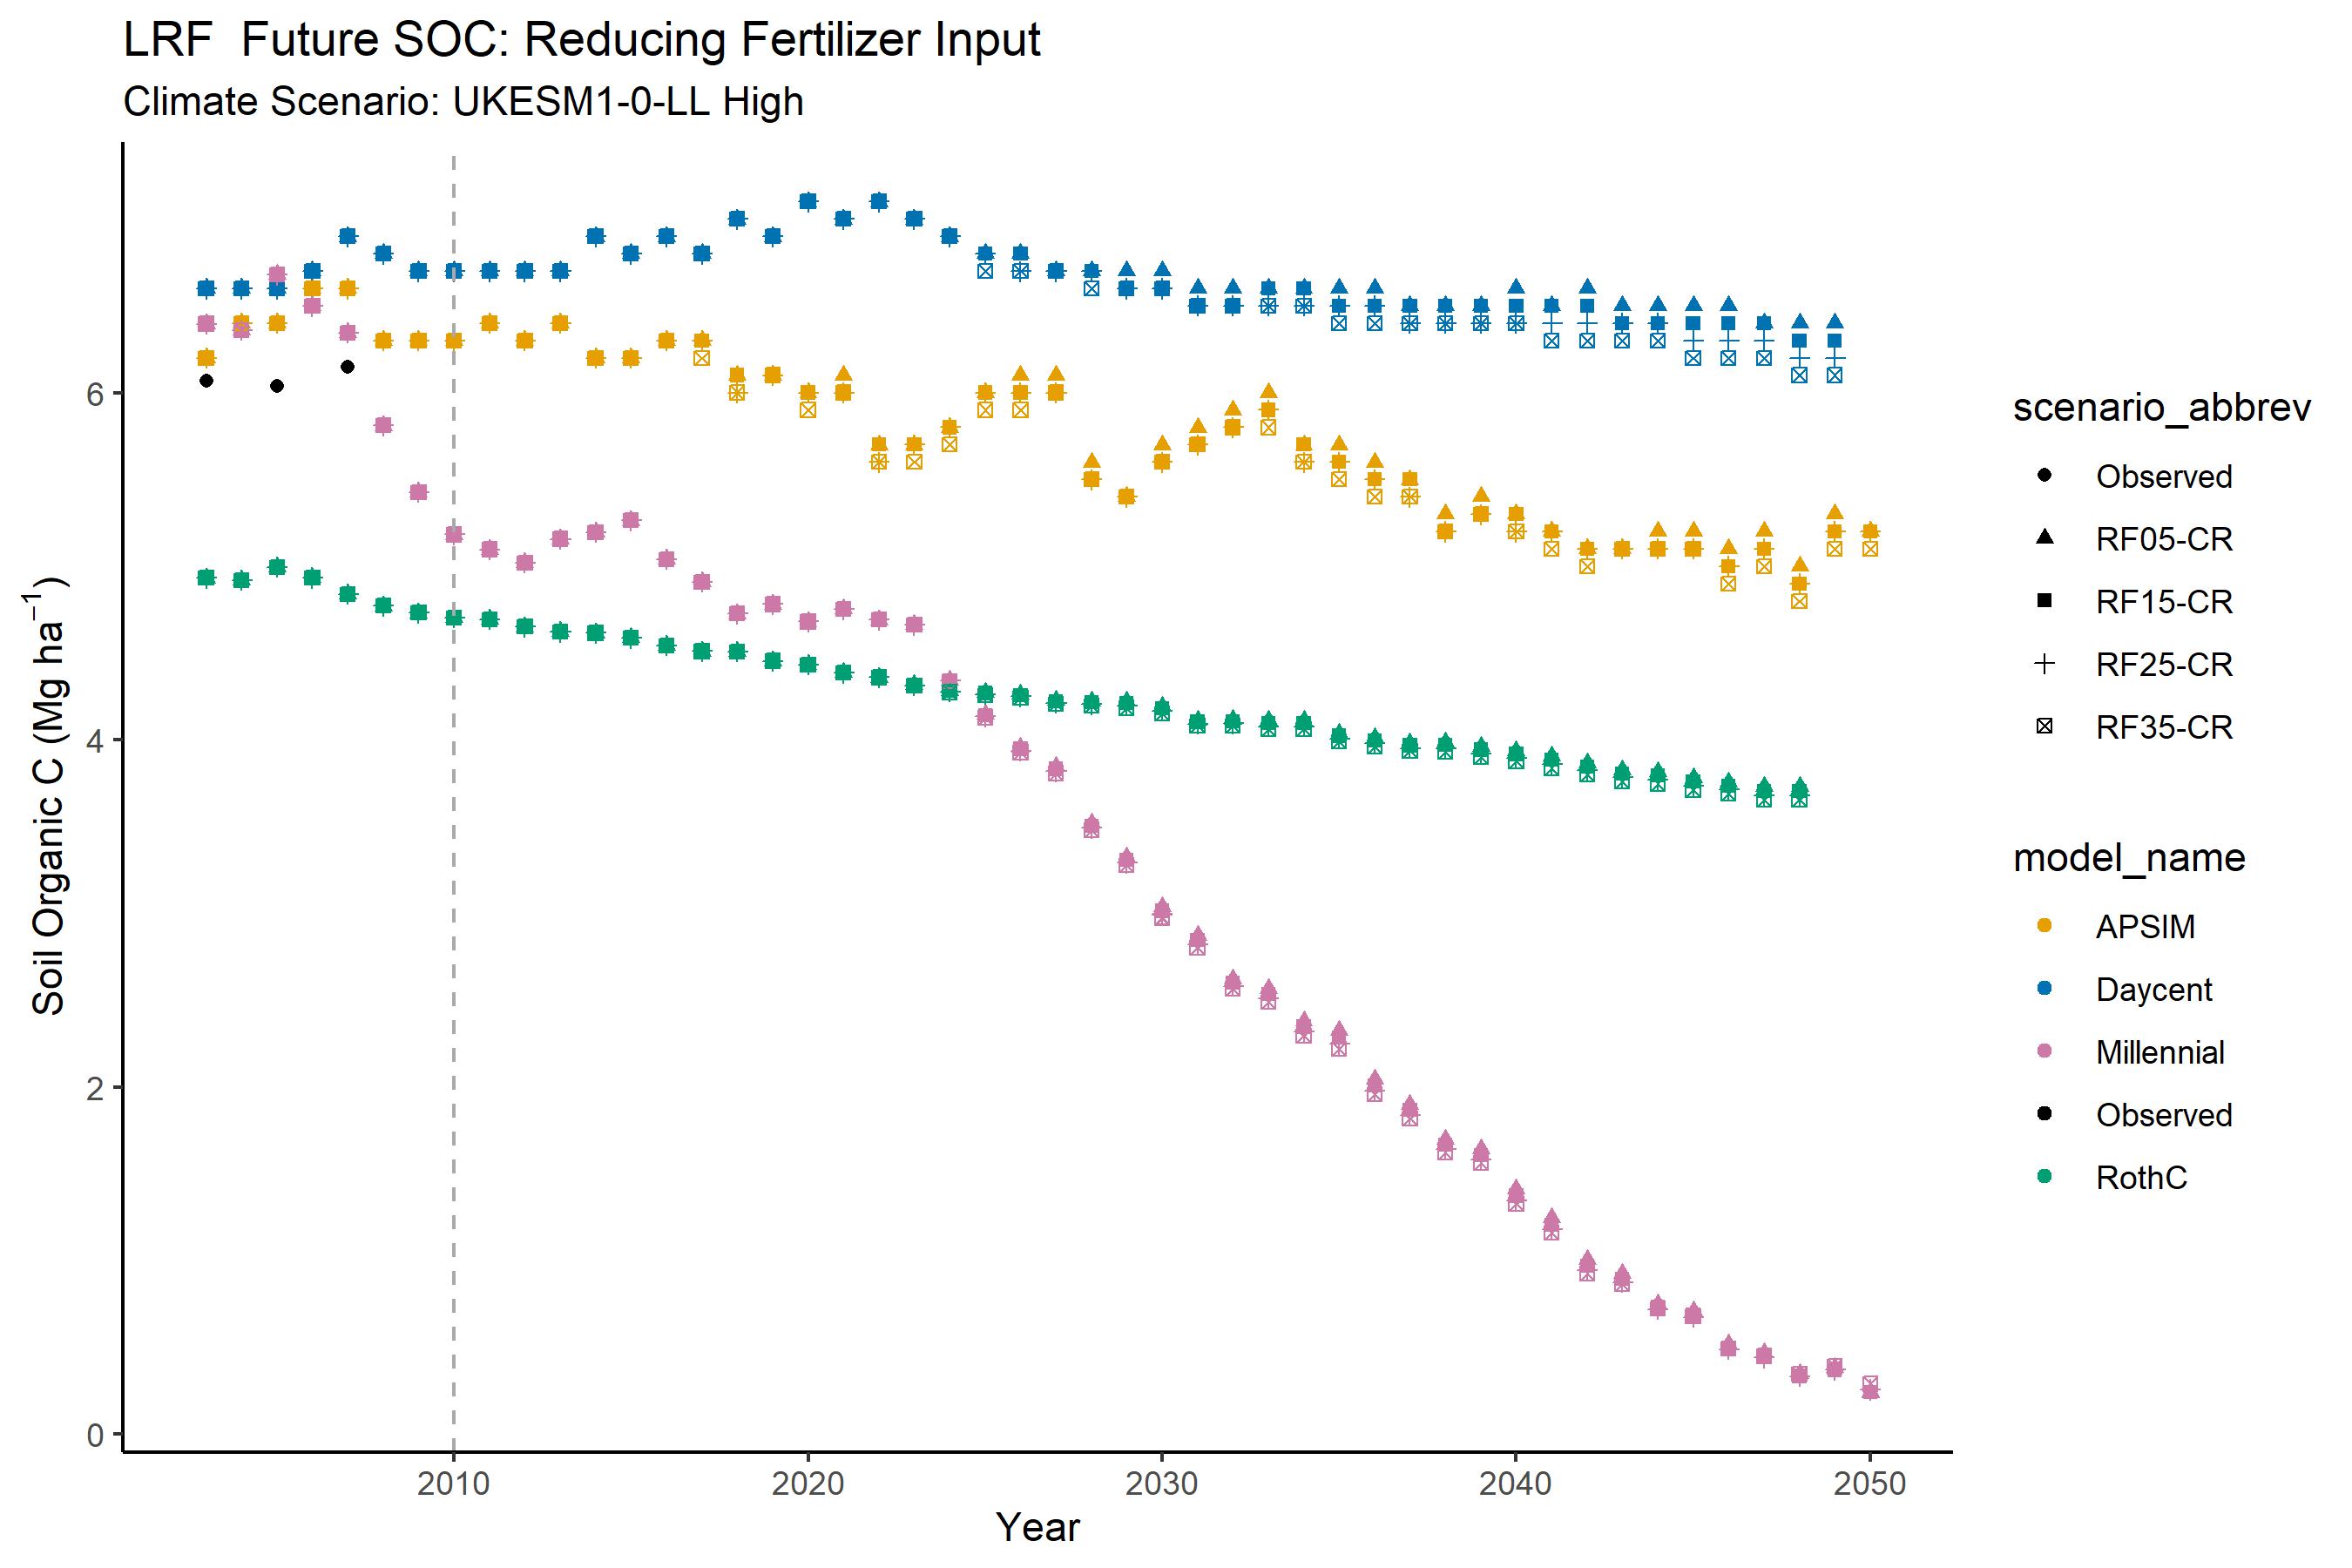 LRF  Future SOC: Reducing Fertilizer Input
Climate Scenario: UKESM1-0-LL High
Soil Organic C (Mg ha⁻¹)
6
4
2
0
2010
2020
2030
2040
2050
Year
scenario_abbrev
Observed
RF05-CR
RF15-CR
RF25-CR
RF35-CR
model_name
APSIM
Daycent
Millennial
Observed
RothC